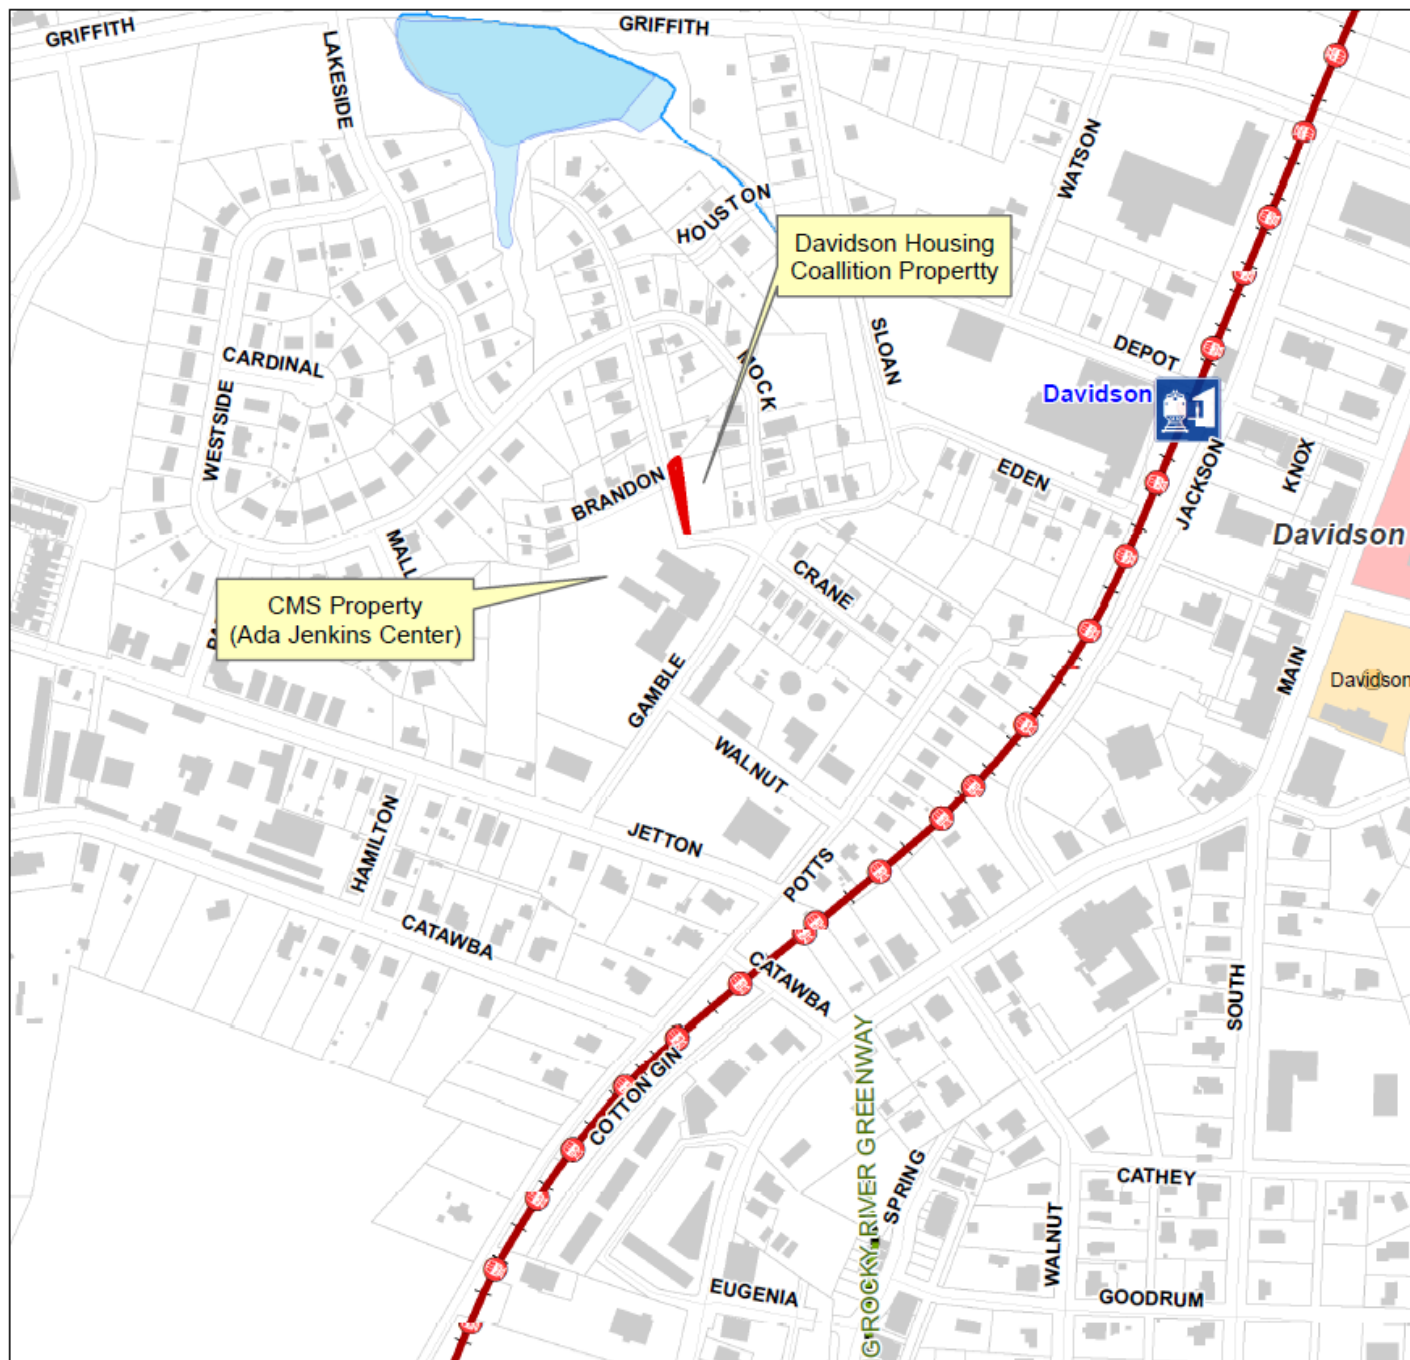 GRIFFITH
GRIFFITH
LAKESIDE
WATSON
HOUSTON
Davidson Housing
Coallition Propertty
SLOAN
DEPOT
MOCK
CARDINAL
WESTSIDE
Davidson
JACKSON
KNOX
EDEN
BRANDON
Davidson
MALL
CRANE
CMS Property
(Ada Jenkins Center)
MAIN
Davidson
GAMBLE
WALNUT
HAMILTON
JETTON
POTTS
CATAWBA
CATAWBA
SOUTH
COTTON GIN
ROCKY RIVER GREENWAY
SPRING
CATHEY
WALNUT
EUGENIA
GOODRUM